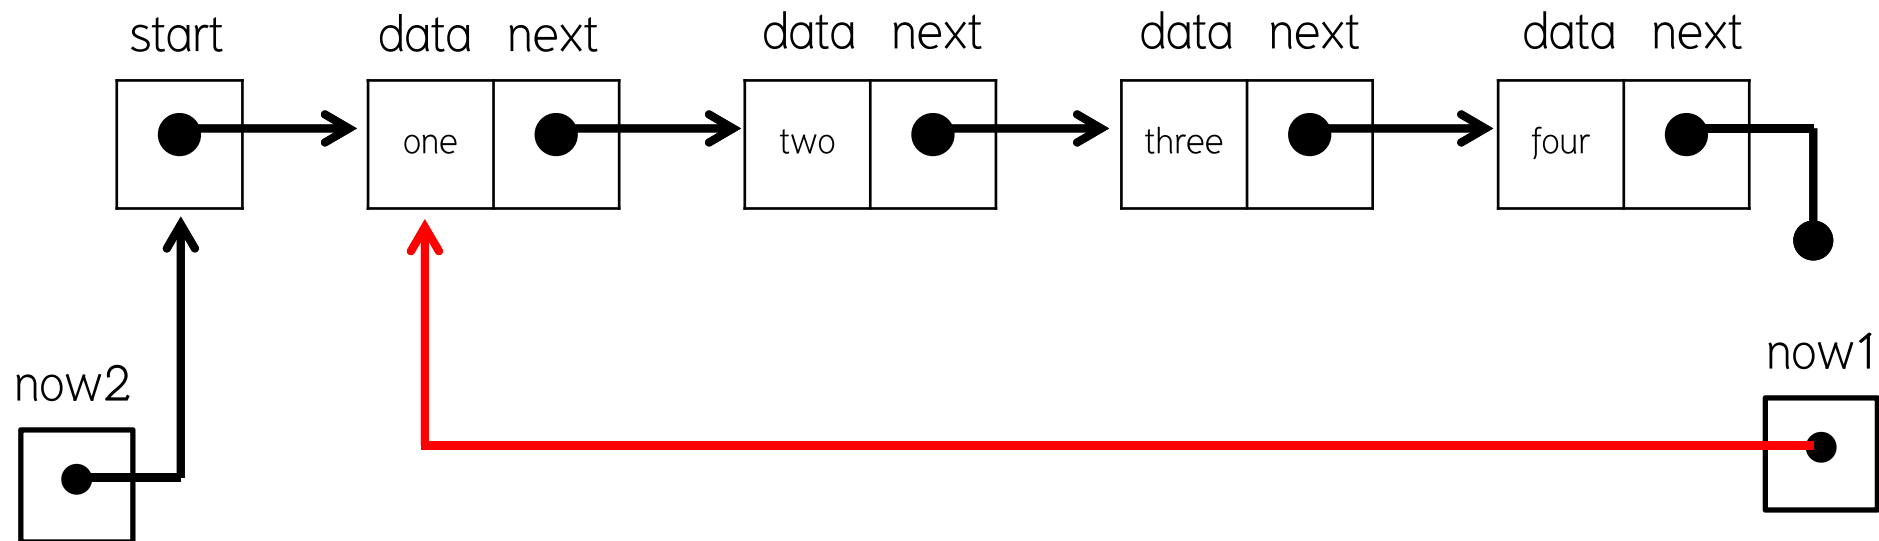 start data next data next data next data next
one two three four
now1
now2